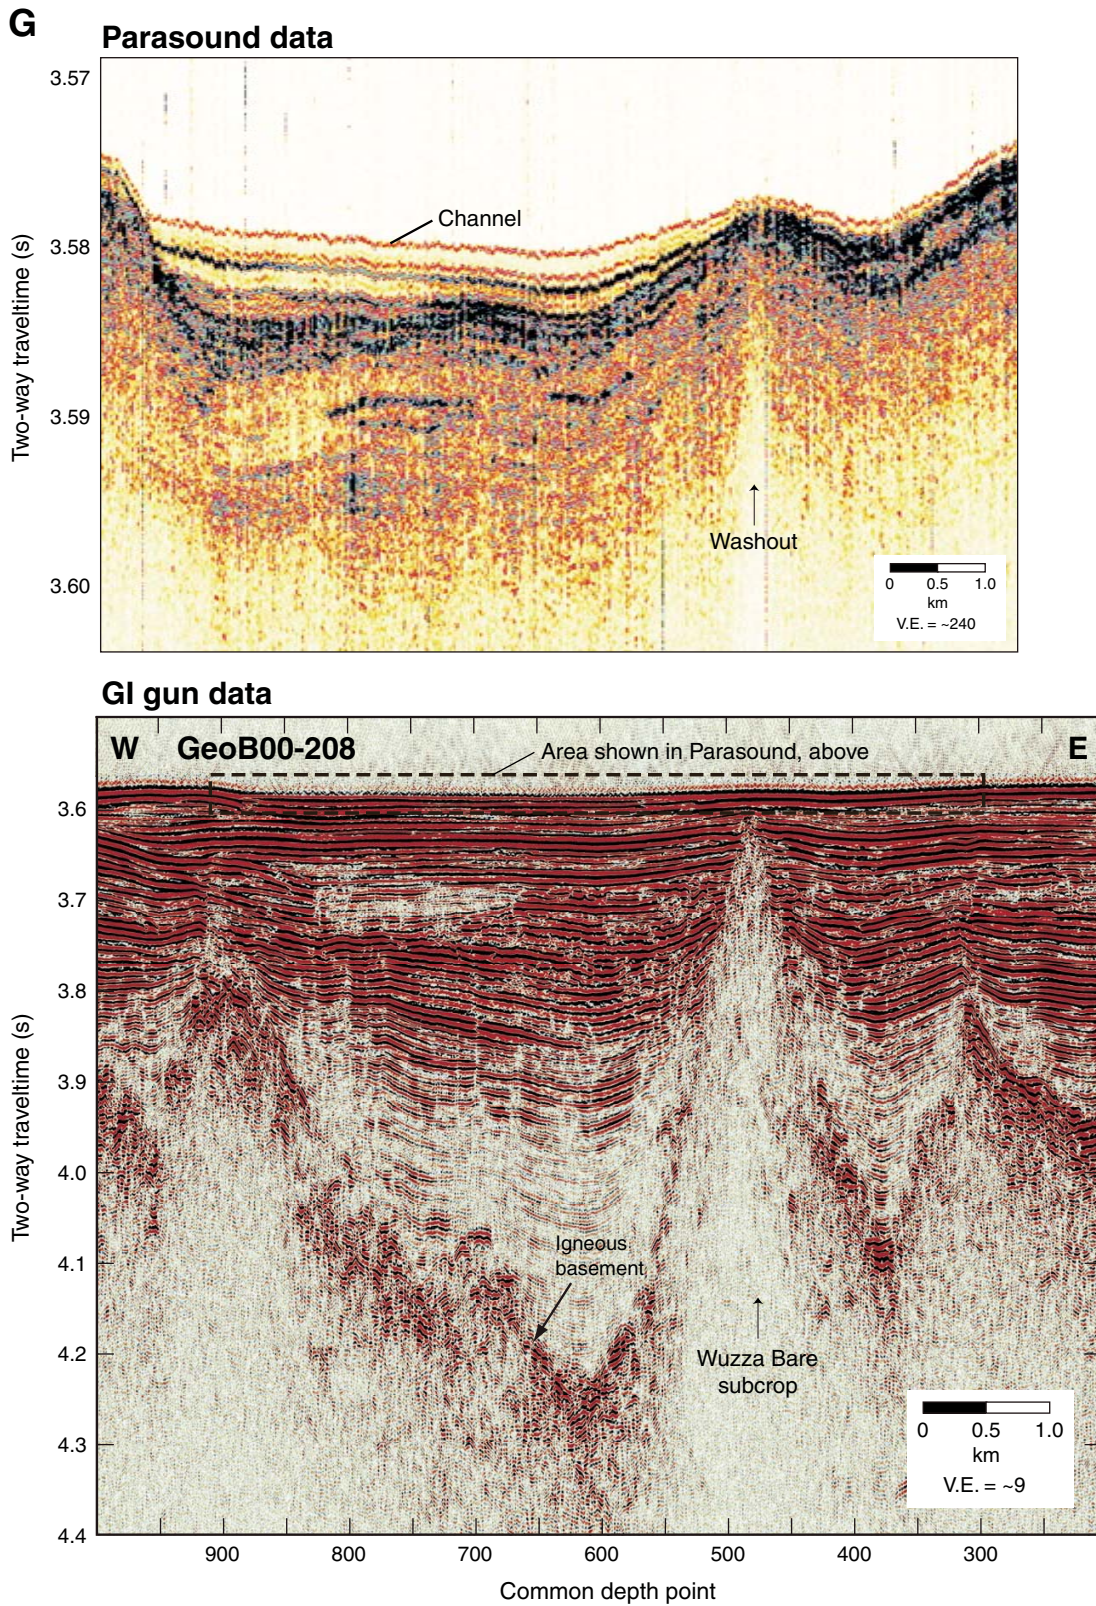 G
Parasound data
3.57
3.58
3.59
3.60
Two-way traveltime (s)
Channel
Washout
0 0.5 1.0
km
V.E. = ~240
GI gun data
W GeoB00-208 E
Area shown in Parasound, above
3.6
3.7
3.8
3.9
4.0
4.1
4.2
4.3
4.4
Two-way traveltime (s)
Igneous
basement
Wuzza Bare
subcrop
0 0.5 1.0
km
V.E. = ~9
900 800 700 600 500 400 300
Common depth point